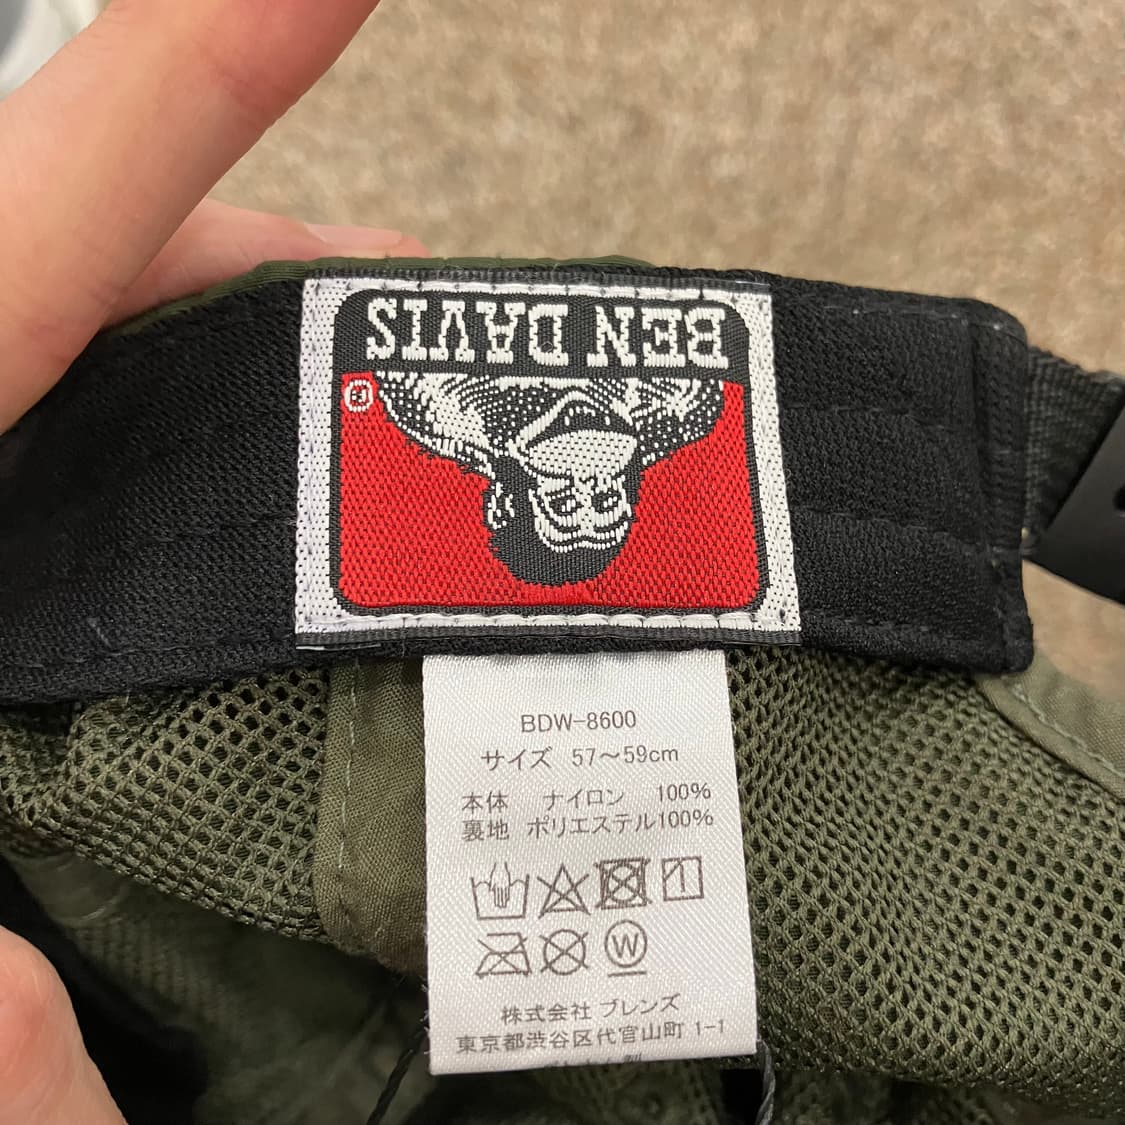 BEN DAVIS
®
BDW-8600
サイズ 57～59cm
本体 ナイロン 100%
裏地 ポリエステル100%
W
株式会社 ブレンズ
東京都渋谷区代官山町 1-1